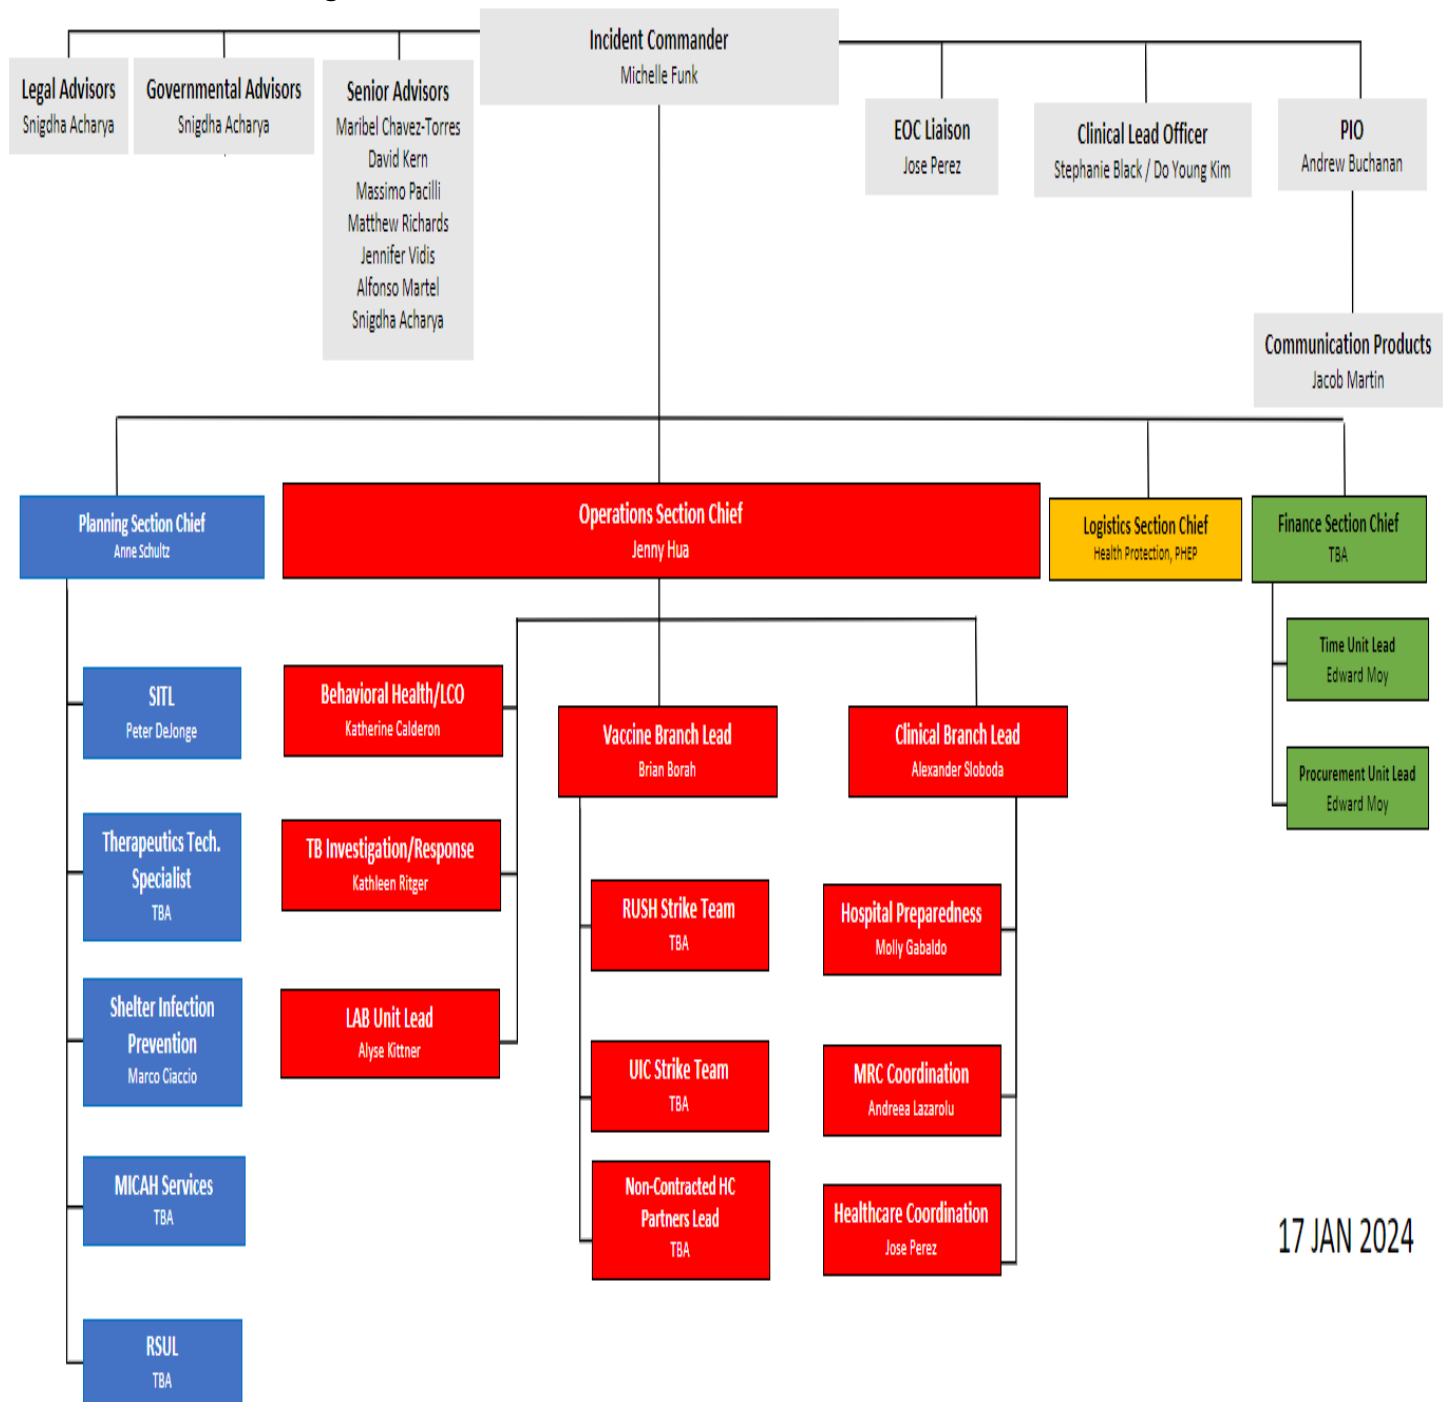 Incident Commander
Michelle Funk
Legal Advisors
Snigdha Acharya
Governmental Advisors
Snigdha Acharya
Senior Advisors
Maribel Chavez-Torres
David Kern
Massimo Pacilli
Matthew Richards
Jennifer Vidis
Alfonso Martel
Snigdha Acharya
EOC Liaison
Jose Perez
Clinical Lead Officer
Stephanie Black / Do Young Kim
PIO
Andrew Buchanan
Communication Products
Jacob Martin
Planning Section Chief
Anne Schultz
Operations Section Chief
Jenny Hua
Logistics Section Chief
Health Protection, PHEP
Finance Section Chief
TBA
SITL
Peter DeJonge
Therapeutics Tech.
Specialist
TBA
Shelter Infection
Prevention
Marco Ciaccio
MICAH Services
TBA
RSUL
TBA
Behavioral Health/LCO
Katherine Calderon
TB Investigation/Response
Kathleen Ritger
LAB Unit Lead
Alyse Kittner
Vaccine Branch Lead
Brian Borah
RUSH Strike Team
TBA
UIC Strike Team
TBA
Non-Contracted HC
Partners Lead
TBA
Clinical Branch Lead
Alexander Sloboda
Hospital Preparedness
Molly Gabaldo
MRC Coordination
Andreea Lazarolu
Healthcare Coordination
Jose Perez
Time Unit Lead
Edward Moy
Procurement Unit Lead
Edward Moy
17 JAN 2024